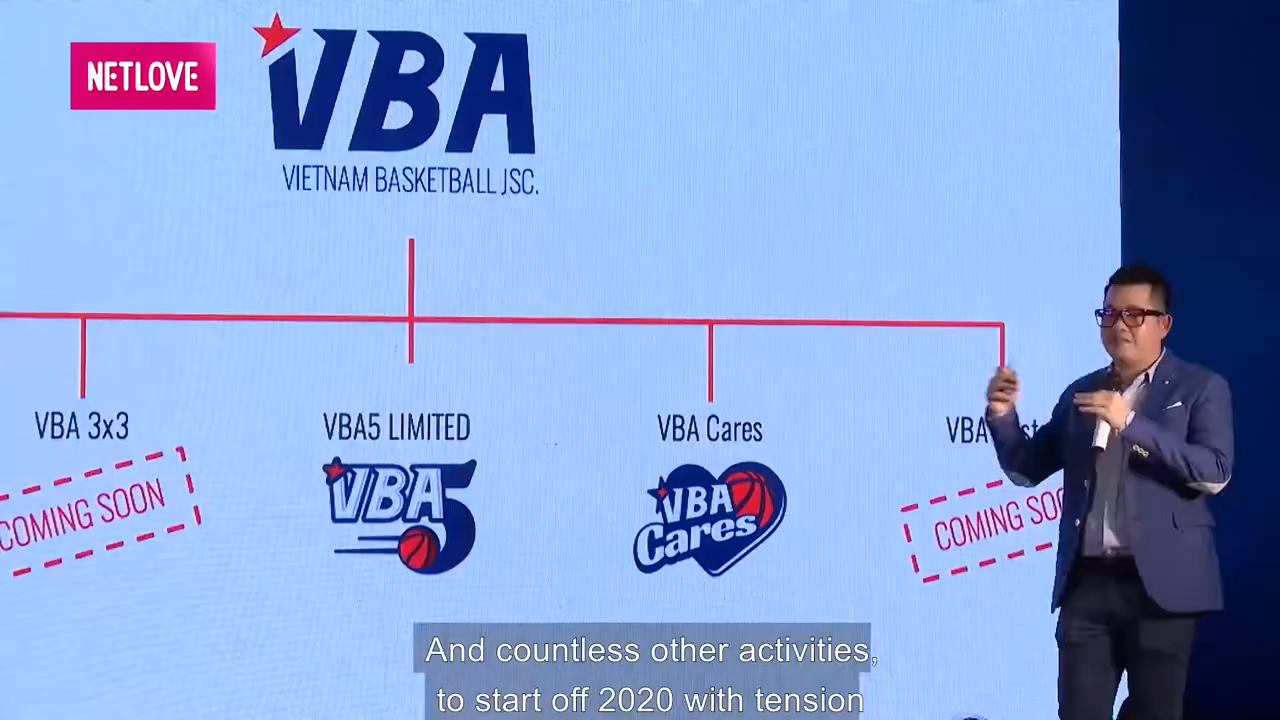 NETLOVE
VBA
VIETNAM BASKETBALL JSC.
VBA 3x3
VBA5 LIMITED
VBA Cares
VBA
COMING SOON
VBA5
VBA
Cares
COMING
And countless other activities,
to start off 2020 with tension